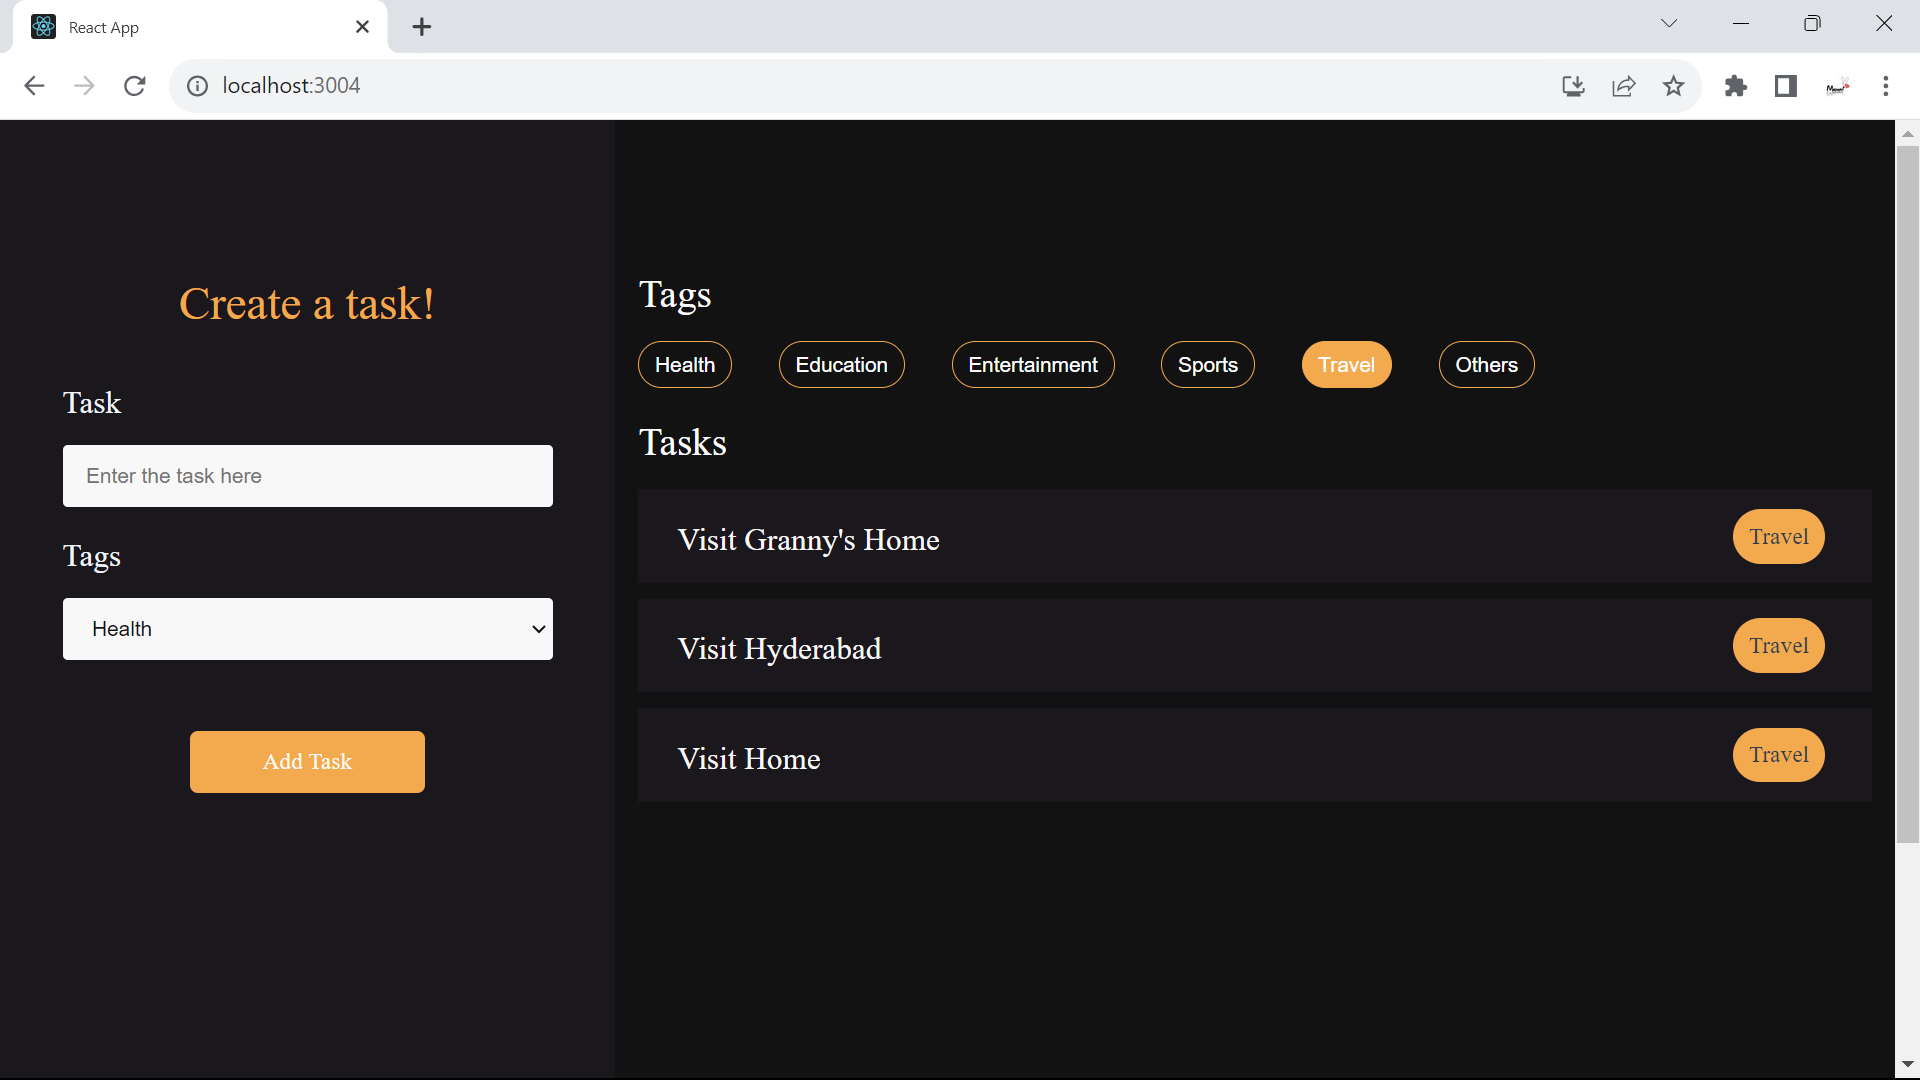 React App
localhost:3004
Create a task!
Task
Enter the task here
Tags
Health
Add Task
Tags
Health Education Entertainment Sports Travel Others
Tasks
Visit Granny's Home Travel
Visit Hyderabad Travel
Visit Home Travel